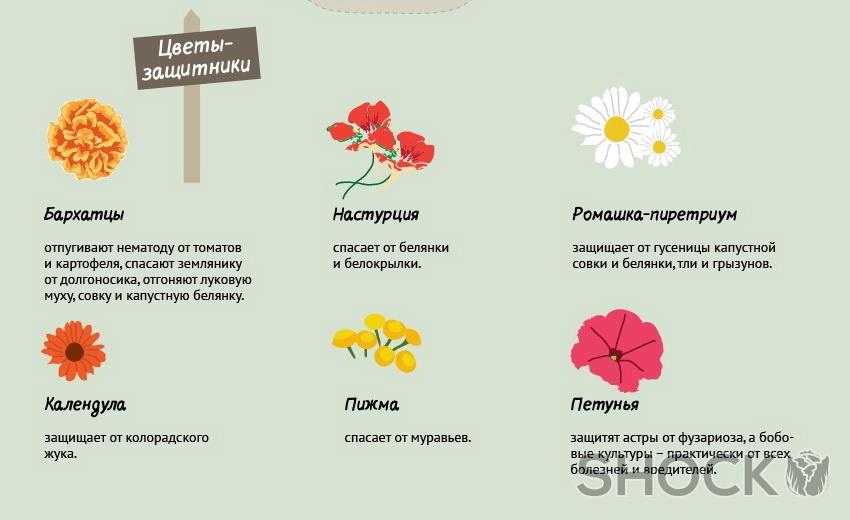 Цветы-
защитники
Бархатцы
отпугивают нематоду от томатов
и картофеля, спасают землянику
от долгоносика, отгоняют луковую
муху, совку и капустную белянку.
Настурция
спасает от белянки
и белокрылки.
Ромашка-пиретриум
защищает от гусеницы капустной
совки и белянки, тли и грызунов.
Календула
защищает от колорадского
жука.
Пижма
спасает от муравьев.
Петунья
защитят астры от фузариоза, а бобо-
вые культуры – практически от всех
болезней и вредителей.
SHOCK